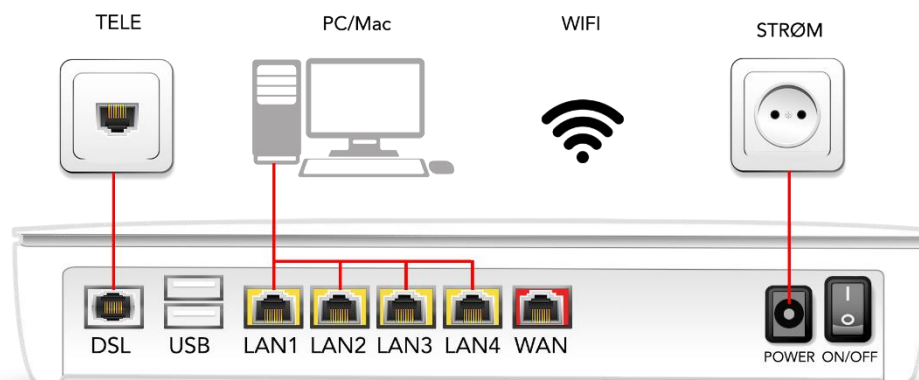 TELE
PC/Mac
WIFI
STRØM
DSL
USB
LAN1
LAN2
LAN3
LAN4
WAN
POWER
ON/OFF